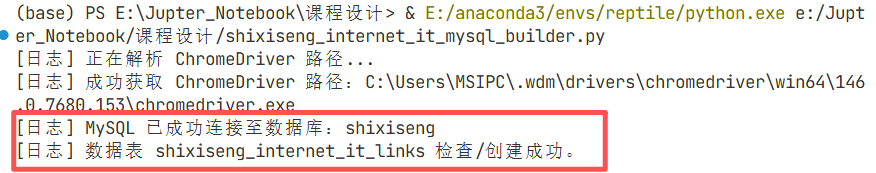 (base) PS E:\Jupter_Notebook\课程设计> & E:/anaconda3/envs/reptile/python.exe e:/Jupt
er_Notebook/课程设计/shixiseng_internet_it_mysql_builder.py
[日志] 正在解析 ChromeDriver 路径...
[日志] 成功获取 ChromeDriver 路径：C:\Users\MSIPC\.wdm\drivers\chromedriver\win64\146
.0.7680.153\chromedriver.exe
[日志] MySQL 已成功连接至数据库：shixiseng
[日志] 数据表 shixiseng_internet_it_links 检查/创建成功。